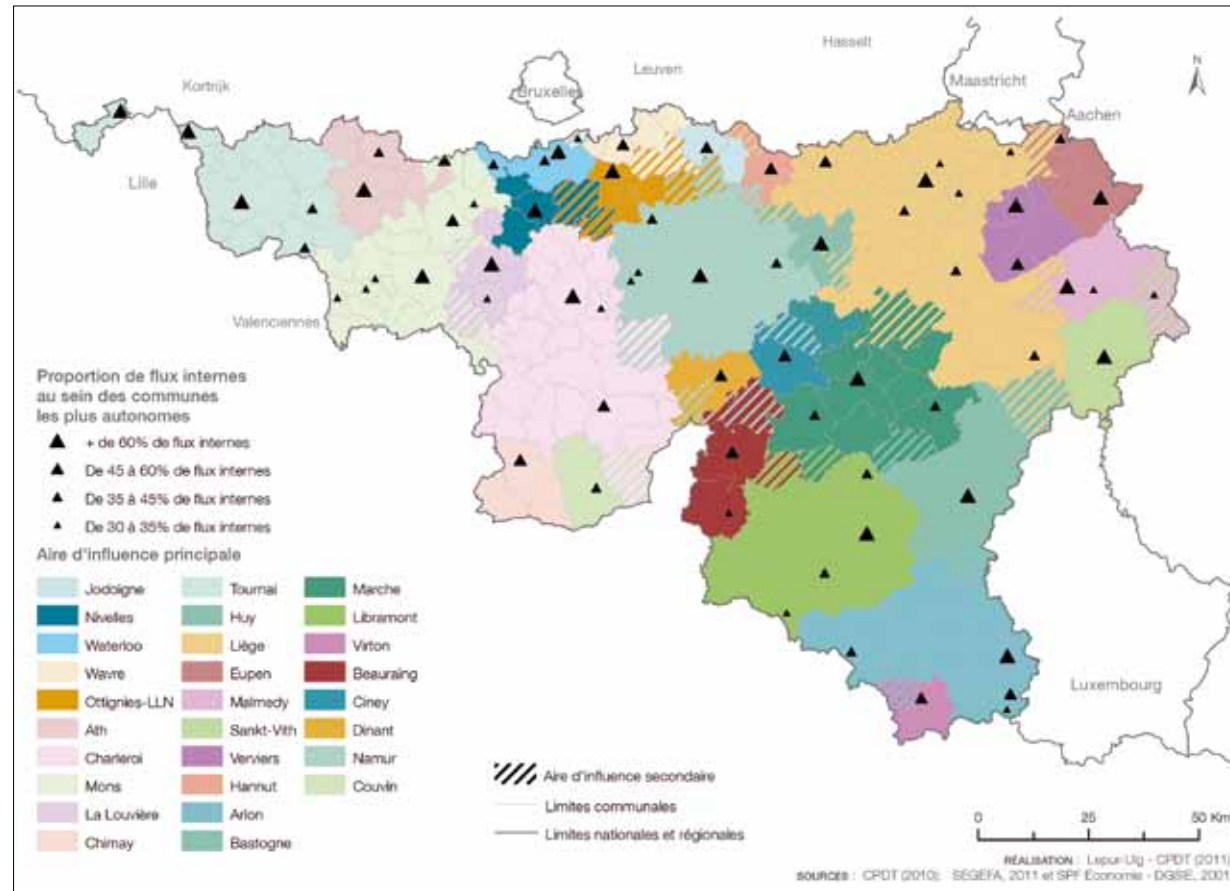 Hasselt
Leuven
Maastricht
N
Kortrijk
Bruxelles
Aachen
Lille
Valenciennes
Luxembourg
Proportion de flux internes
au sein des communes
les plus autonomes
+ de 60% de flux internes
De 45 à 60% de flux internes
De 35 à 45% de flux internes
De 30 à 35% de flux internes
Aire d'influence principale
Jodoigne Tournai Marche
Nivelles Huy Libramont
Waterloo Liège Virton
Wavre Eupen Beauraing
Ottignies-LLN Malmedy Ciney
Ath Sankt-Vith Dinant
Charleroi Verviers Namur
Mons Hannut Couvin
La Louvière Arlon
Chimay Bastogne
Aire d'influence secondaire
Limites communales
Limites nationales et régionales
0 25 50 Km
RÉALISATION : Lepur-Ulg - CPDT (2011)
SOURCES : CPDT (2010); SEGEFA, 2011 et SPF Economie - DGSIE, 2001